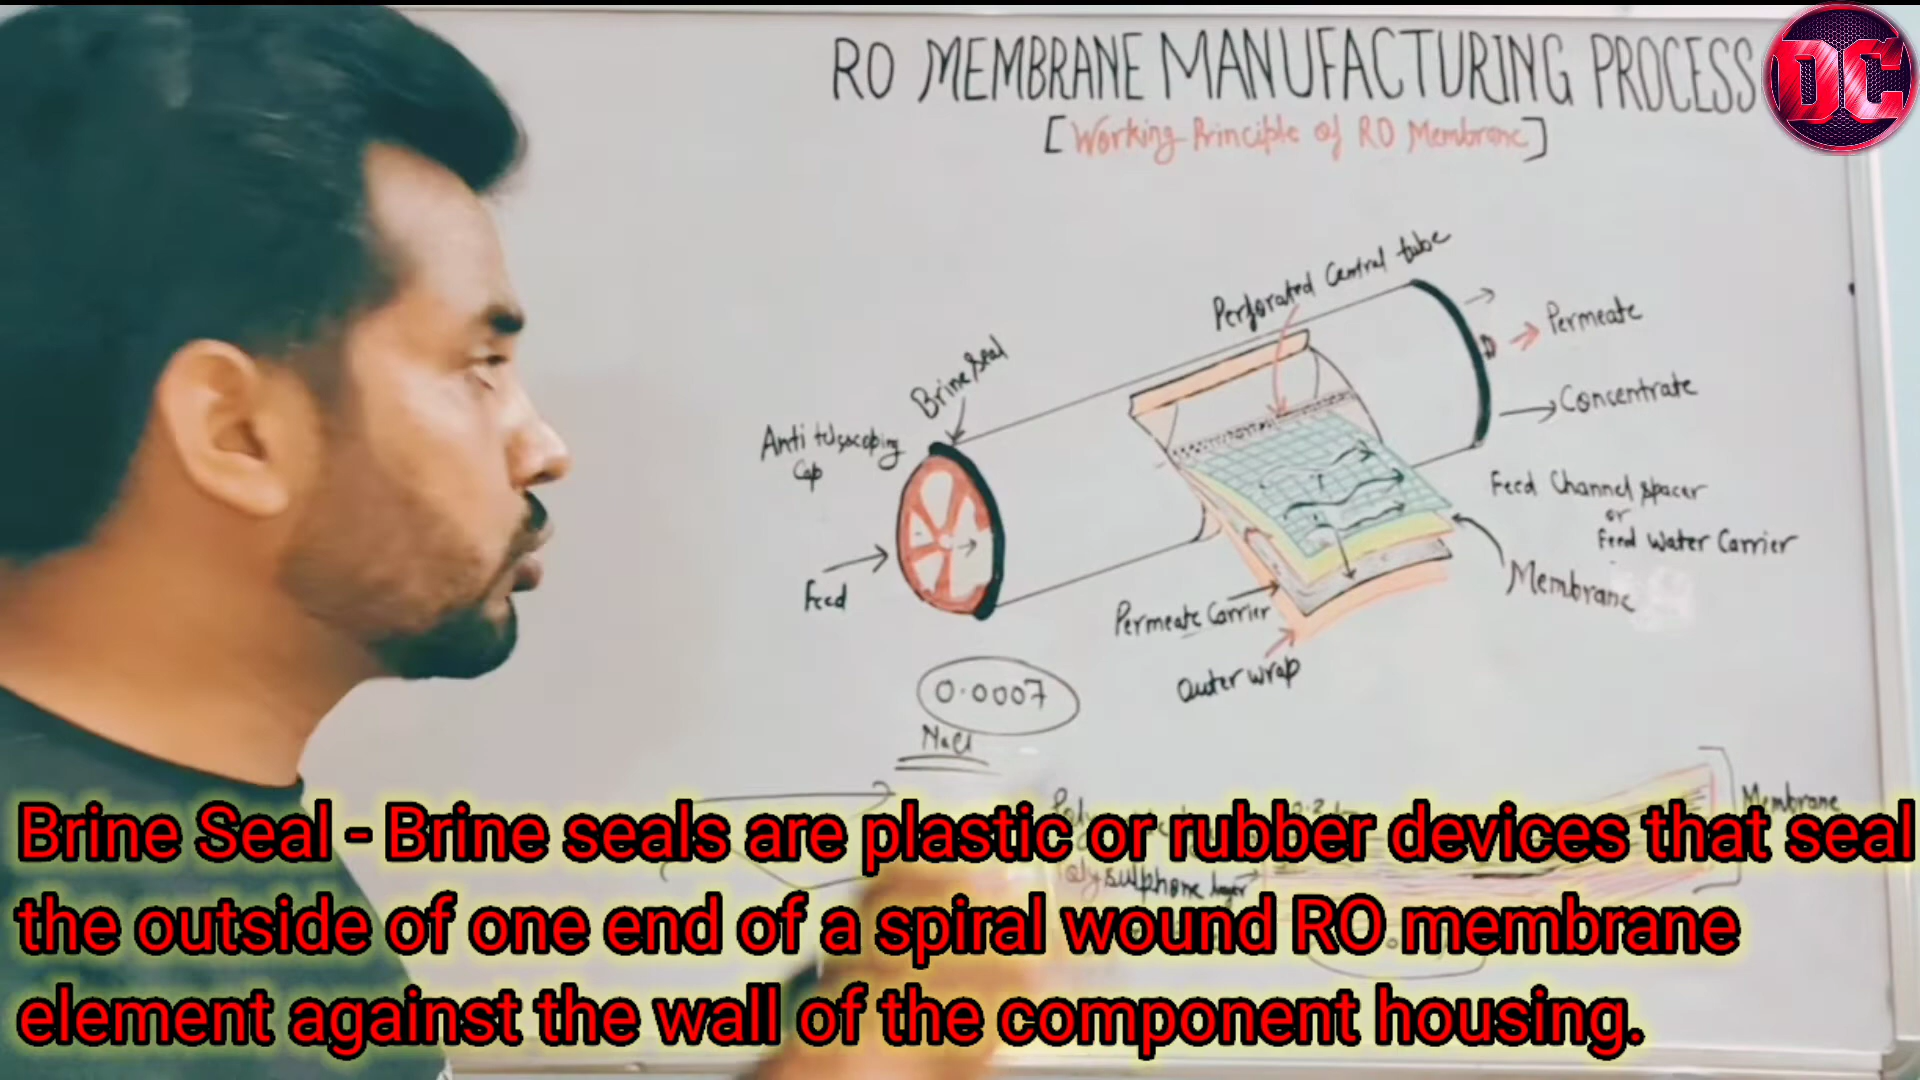 RO MEMBRANE MANUFACTURING PROCESS
DC
[Working Principle of RO Membrane]
Perforated Central tube
Permeate
Brine seal
Concentrate
Anti telescoping
Cap
Feed Channel spacer
or
Feed Water Carrier
Feed
Membrane
Permeate Carrier
Outer wrap
0.0007
NaCl
Membrane
sulphone layer
Brine Seal - Brine seals are plastic or rubber devices that seal
the outside of one end of a spiral wound RO membrane
element against the wall of the component housing.